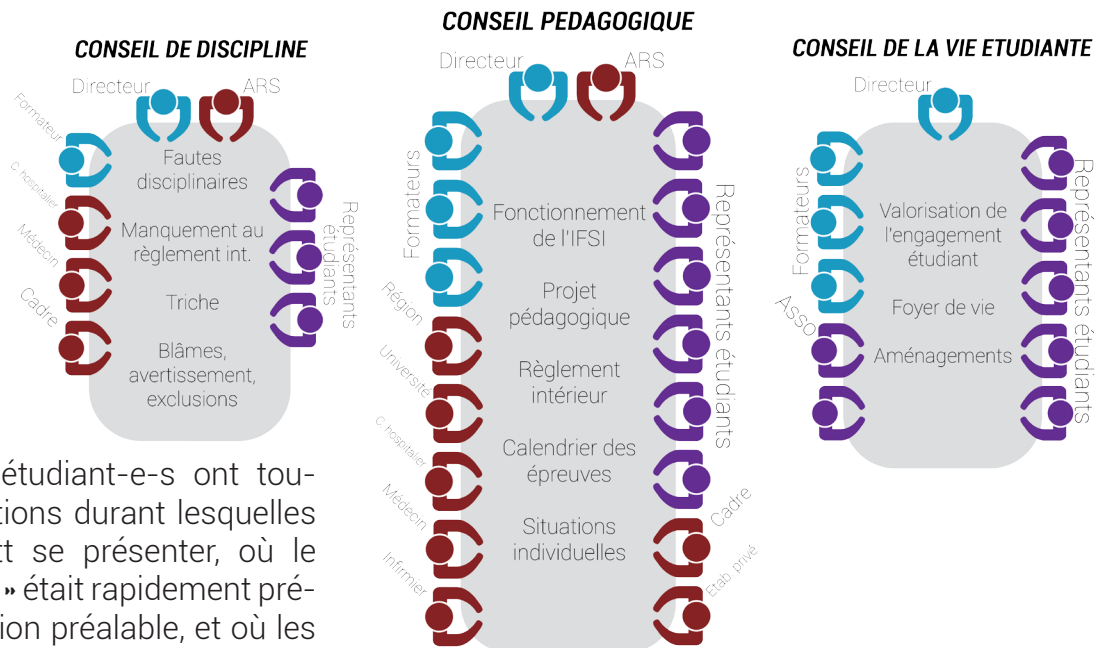 CONSEIL DE DISCIPLINE
Directeur
ARS
Formateur
C. hospitalier
Médecin
Cadre
Fautes
disciplinaires
Manquement au
règlement int.
Triche
Blâmes,
avertissement,
exclusions
Représentants
étudiants
CONSEIL PEDAGOGIQUE
Directeur
ARS
Formateurs
Région
Université
C. hospitalier
Médecin
Infirmier
Fonctionnement
de l'IFSI
Projet
pédagogique
Règlement
intérieur
Calendrier des
épreuves
Situations
individuelles
Représentants étudiants
Cadre
Etab. privé
CONSEIL DE LA VIE ETUDIANTE
Directeur
Formateurs
ASSO
Valorisation de
l'engagement
étudiant
Foyer de vie
Aménagements
Représentants étudiants
étudiant-e-s ont tou-
tions durant lesquelles
tt se présenter, où le
» était rapidement pré-
ion préalable, et où les